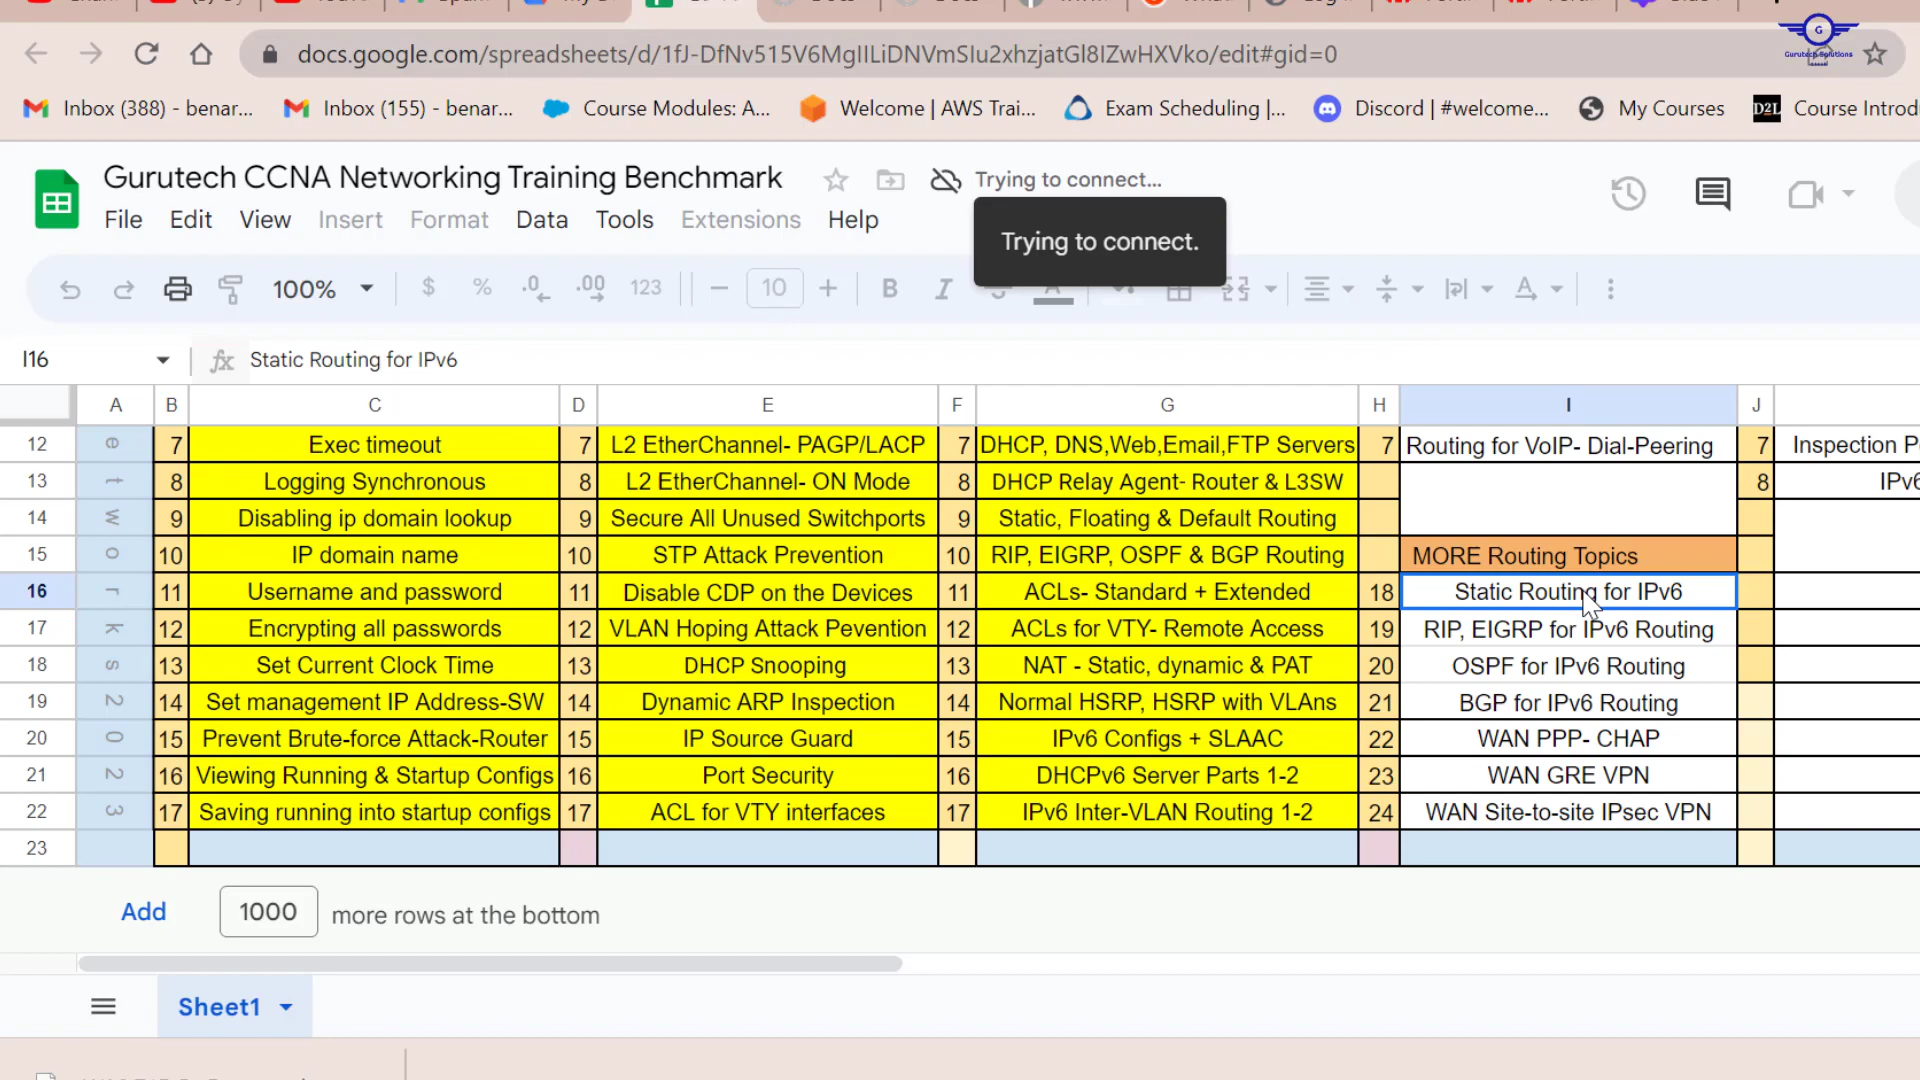 docs.google.com/spreadsheets/d/1fJ-DfNv515V6MgIILiDNVmSIu2xhzjatGl8IZwHXVko/edit#gid=0
Gurutech Solutions
Inbox (388) - benar... Inbox (155) - benar... Course Modules: A... Welcome | AWS Trai... Exam Scheduling |... Discord | #welcome... My Courses D2L Course Introd
Gurutech CCNA Networking Training Benchmark Trying to connect...
File Edit View Insert Format Data Tools Extensions Help
Trying to connect.
100% $ % .0 .00 123 10 B I S A
I16 fx Static Routing for IPv6
A B C D E F G H I J
12 e 7 Exec timeout 7 L2 EtherChannel- PAGP/LACP 7 DHCP, DNS,Web,Email,FTP Servers 7 Routing for VoIP- Dial-Peering 7 Inspection P
13 t 8 Logging Synchronous 8 L2 EtherChannel- ON Mode 8 DHCP Relay Agent- Router & L3SW 8 IPv6
14 w 9 Disabling ip domain lookup 9 Secure All Unused Switchports 9 Static, Floating & Default Routing
15 o 10 IP domain name 10 STP Attack Prevention 10 RIP, EIGRP, OSPF & BGP Routing MORE Routing Topics
16 r 11 Username and password 11 Disable CDP on the Devices 11 ACLs- Standard + Extended 18 Static Routing for IPv6
17 k 12 Encrypting all passwords 12 VLAN Hoping Attack Pevention 12 ACLs for VTY- Remote Access 19 RIP, EIGRP for IPv6 Routing
18 s 13 Set Current Clock Time 13 DHCP Snooping 13 NAT - Static, dynamic & PAT 20 OSPF for IPv6 Routing
19 2 14 Set management IP Address-SW 14 Dynamic ARP Inspection 14 Normal HSRP, HSRP with VLAns 21 BGP for IPv6 Routing
20 0 15 Prevent Brute-force Attack-Router 15 IP Source Guard 15 IPv6 Configs + SLAAC 22 WAN PPP- CHAP
21 2 16 Viewing Running & Startup Configs 16 Port Security 16 DHCPv6 Server Parts 1-2 23 WAN GRE VPN
22 3 17 Saving running into startup configs 17 ACL for VTY interfaces 17 IPv6 Inter-VLAN Routing 1-2 24 WAN Site-to-site IPsec VPN
23
Add 1000 more rows at the bottom
Sheet1